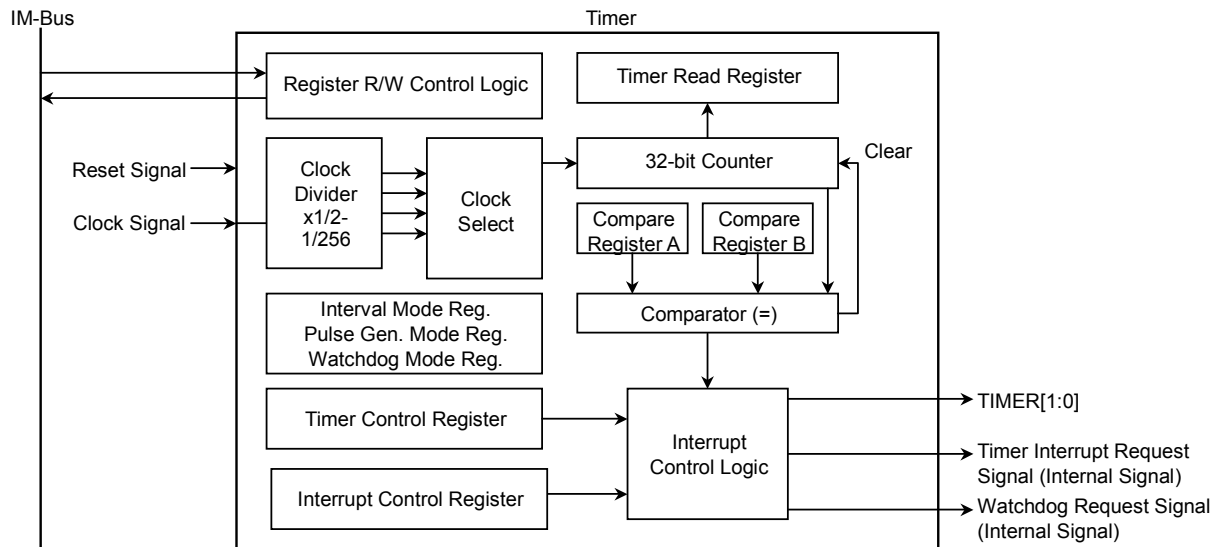 IM-Bus
Timer
Register R/W Control Logic
Timer Read Register
Reset Signal
Clock Signal
Clock
Divider
x1/2-
1/256
Clock
Select
32-bit Counter
Clear
Compare
Register A
Compare
Register B
Interval Mode Reg.
Pulse Gen. Mode Reg.
Watchdog Mode Reg.
Comparator (=)
Timer Control Register
Interrupt Control Register
Interrupt
Control Logic
TIMER[1:0]
Timer Interrupt Request
Signal (Internal Signal)
Watchdog Request Signal
(Internal Signal)